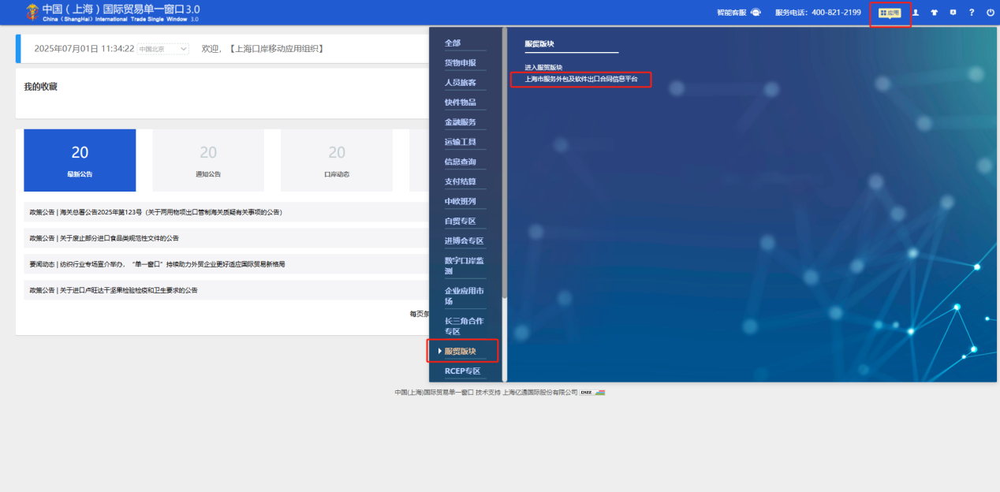 中国（上海）国际贸易单一窗口3.0
China (ShangHai) International Trade Single Window 3.0
智能客服
服务电话：400-821-2199
应用
2025年07月01日 11:34:22
中国北京
欢迎，【上海口岸移动应用组织】
我的收藏
20
最新公告
20
通知公告
20
口岸动态
政策公告 | 海关总署公告2025年第123号（关于两用物项出口管制海关质疑有关事项的公告）
政策公告 | 关于废止部分进口食品类规范性文件的公告
要闻动态 | 纺织行业专场宣介举办，“单一窗口”持续助力外贸企业更好适应国际贸易新格局
政策公告 | 关于进口卢旺达干坚果检验检疫和卫生要求的公告
每页条
全部
货物申报
人员旅客
快件物品
金融服务
运输工具
信息查询
支付结算
中欧班列
自贸专区
进博会专区
数字口岸监
测
企业应用市
场
长三角合作
专区
服贸版块
RCEP专区
服贸版块
进入服贸版块
上海市服务外包及软件出口合同信息平台
中国(上海)国际贸易单一窗口 技术支持 上海亿通国际股份有限公司
CNZZ